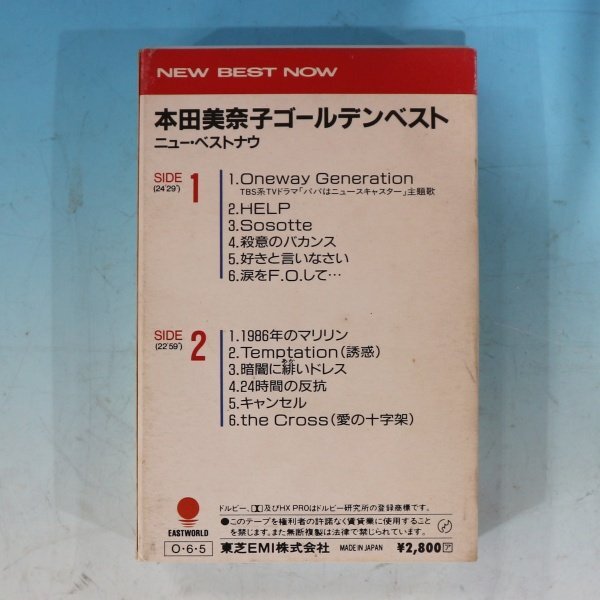 NEW BEST NOW
本田美奈子ゴールデンベスト
ニュー・ベストナウ
SIDE 1
(24'29")
1.Oneway Generation
TBS系TVドラマ「パパはニュースキャスター」主題歌
2.HELP
3.Sosotte
4.殺意のバカンス
5.好きと言いなさい
6.涙をF.O.して…
SIDE 2
(22'59")
1.1986年のマリリン
2.Temptation(誘惑)
あか
3.暗闇に緋いドレス
4.24時間の反抗
5.キャンセル
6.the Cross(愛の十字架)
ドルビー、及びHX PROはドルビー研究所の登録商標です。
●このテープを権利者の許諾なく賃貸業に使用すること
を禁じます。また無断複製は法律で禁じられています。
EASTWORLD
O・6・5
東芝EMI株式会社 MADE IN JAPAN ¥2,800 ア